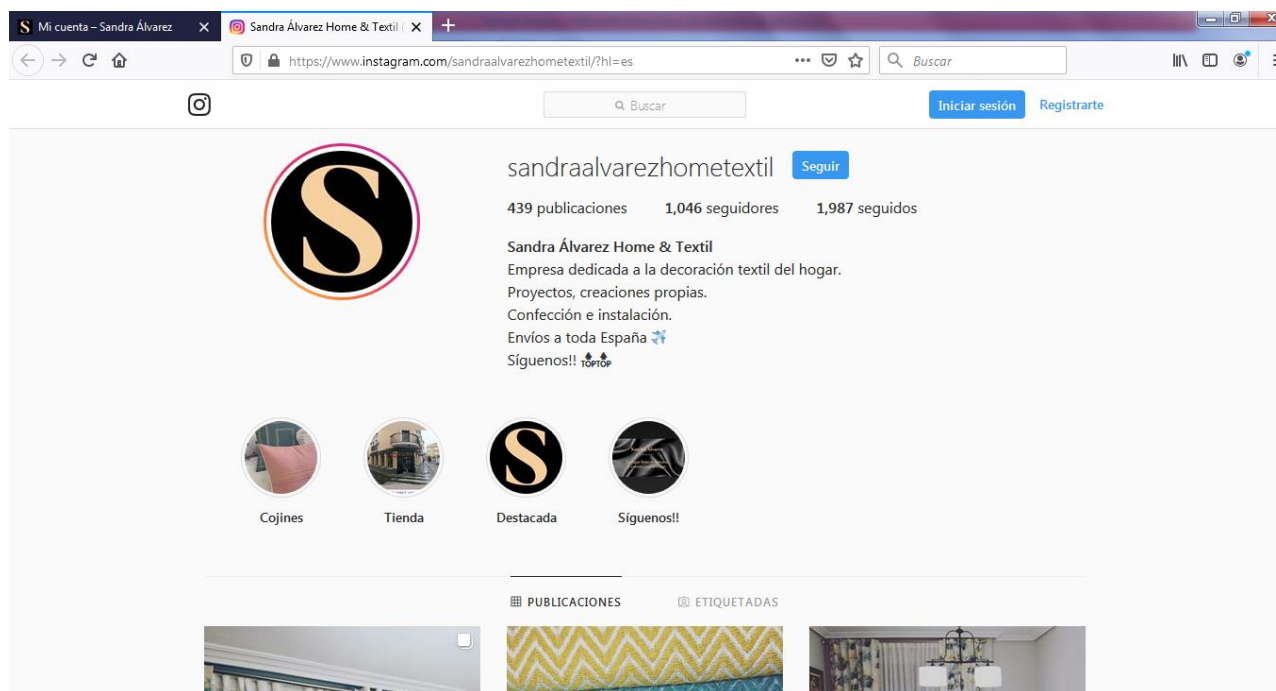 S Mi cuenta – Sandra Álvarez
Sandra Álvarez Home & Textil (
https://www.instagram.com/sandraalvarezhometextil/?hl=es
Buscar
Buscar
Iniciar sesión
Registrarte
S
sandraalvarezhometextil
Seguir
439 publicaciones
1,046 seguidores
1,987 seguidos
Sandra Álvarez Home & Textil
Empresa dedicada a la decoración textil del hogar.
Proyectos, creaciones propias.
Confección e instalación.
Envíos a toda España
Síguenos!! TOPTOP
S
Cojines
Tienda
Destacada
Síguenos!!
PUBLICACIONES
ETIQUETADAS